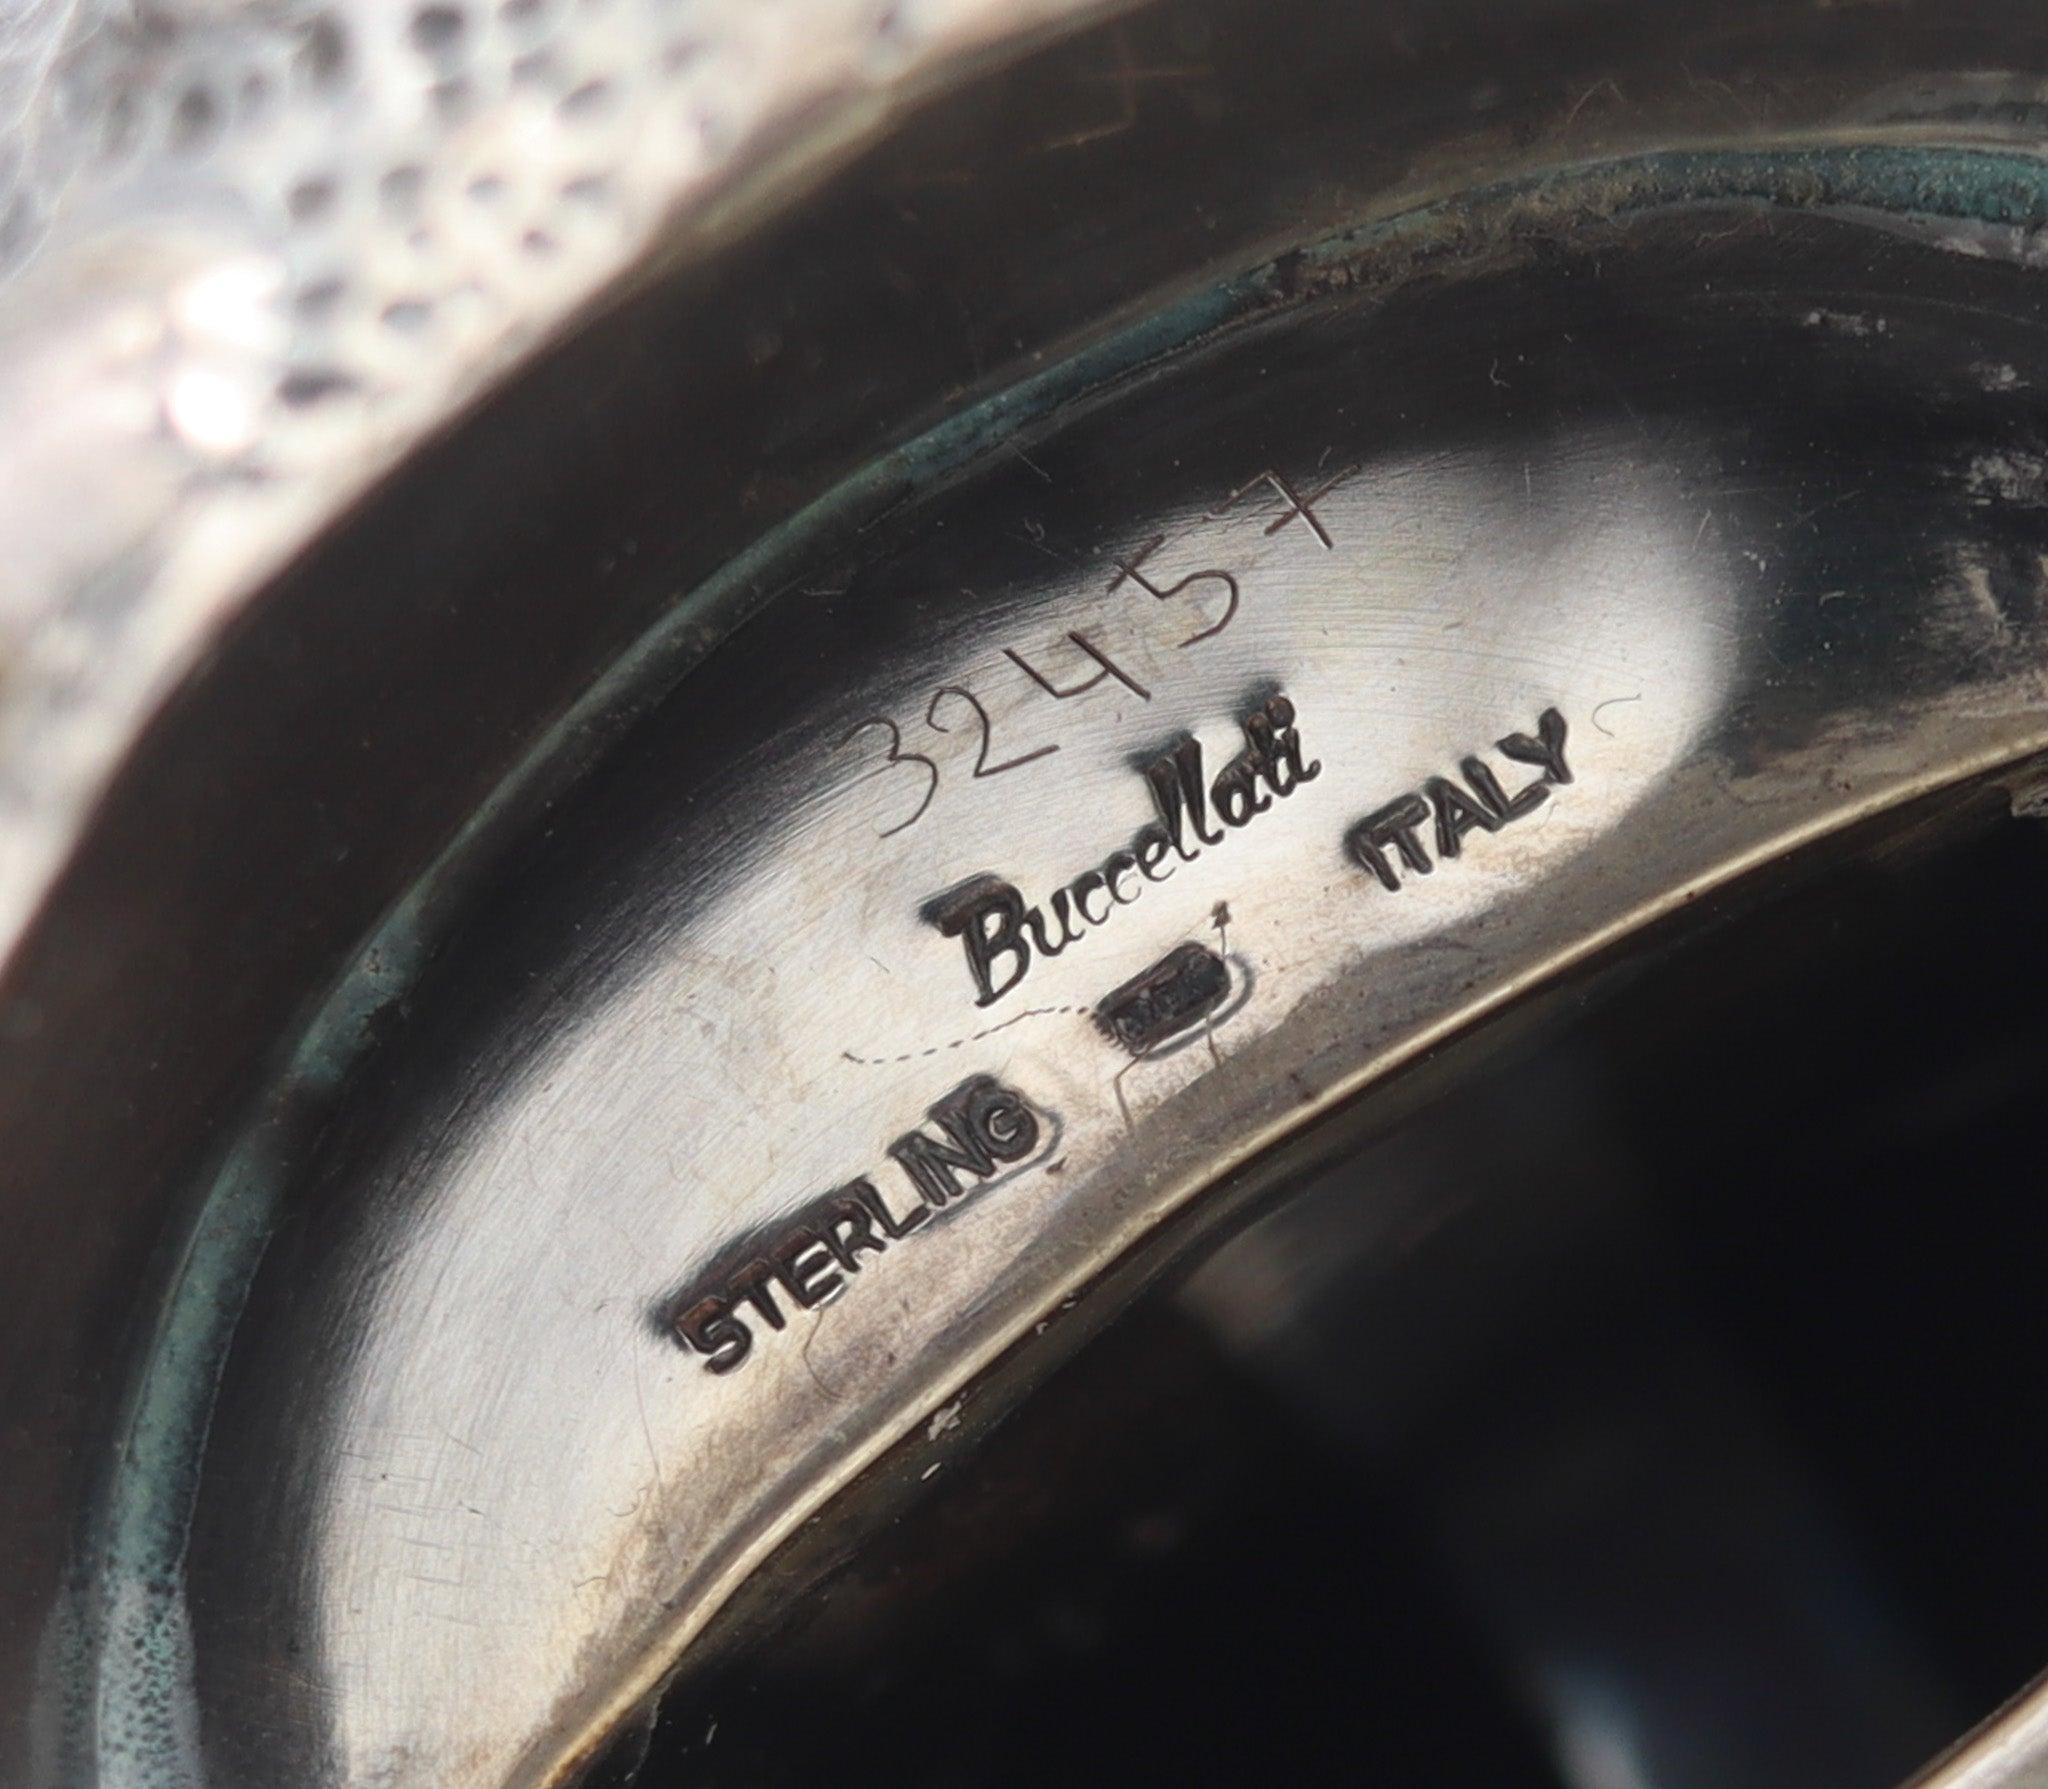 32457
Buccellati
ITALY
STERLING